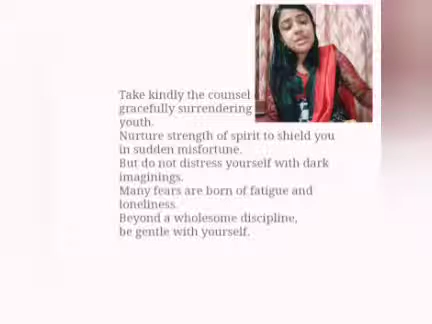 Take kindly the counsel
gracefully surrendering
youth.
Nurture strength of spirit to shield you
in sudden misfortune.
But do not distress yourself with dark
imaginings.
Many fears are born of fatigue and
loneliness.
Beyond a wholesome discipline,
be gentle with yourself.